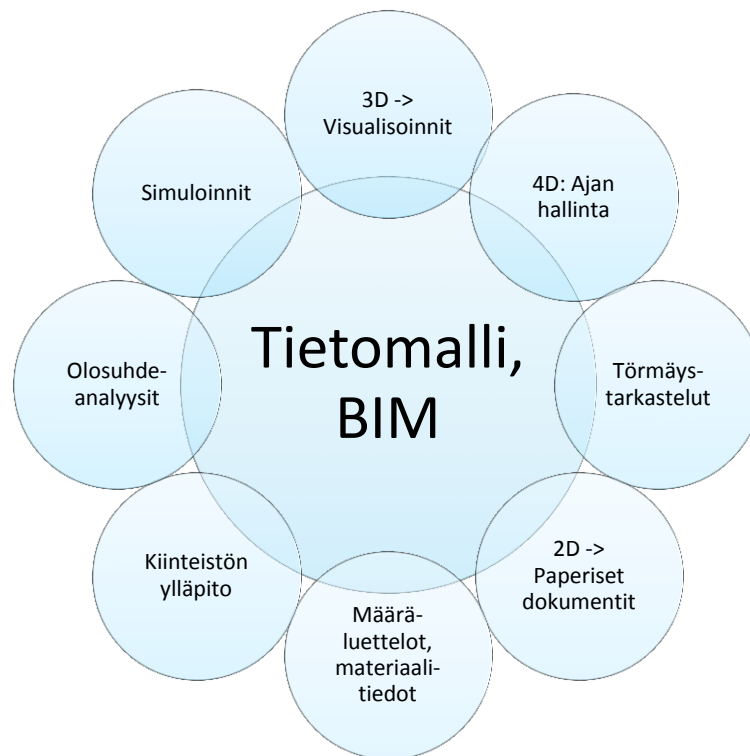 3D ->
Visualisoinnit
4D: Ajan
hallinta
Törmäys-
tarkastelut
2D ->
Paperiset
dokumentit
Määrä-
luettelot,
materiaali-
tiedot
Kiinteistön
ylläpito
Olosuhde-
analyysit
Simuloinnit
Tietomalli,
BIM